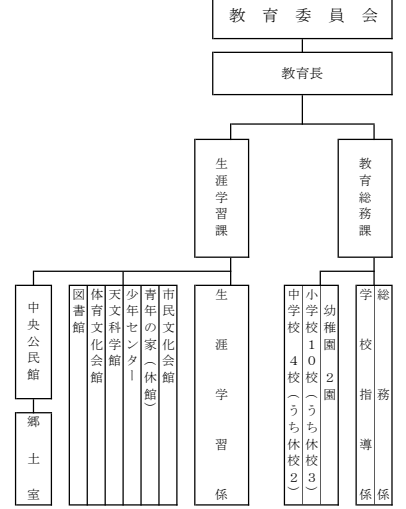 教育委員会
教育長
教育総務課
生涯学習課
総務係
学校指導係
幼稚園 2園
小学校10校(うち休校3)
中学校 4校(うち休校2)
生涯学習係
市民文化会館
青年の家(休館)
少年センター
天文科学館
体育文化会館
図書館
中央公民館
郷土室